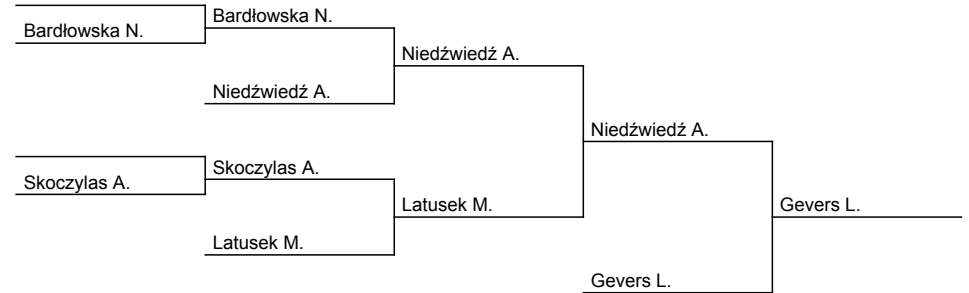 Bardłowska N.
Bardłowska N.
Niedźwiedź A.
Niedźwiedź A.
Niedźwiedź A.
Skoczylas A.
Skoczylas A.
Latusek M.
Gevers L.
Latusek M.
Gevers L.